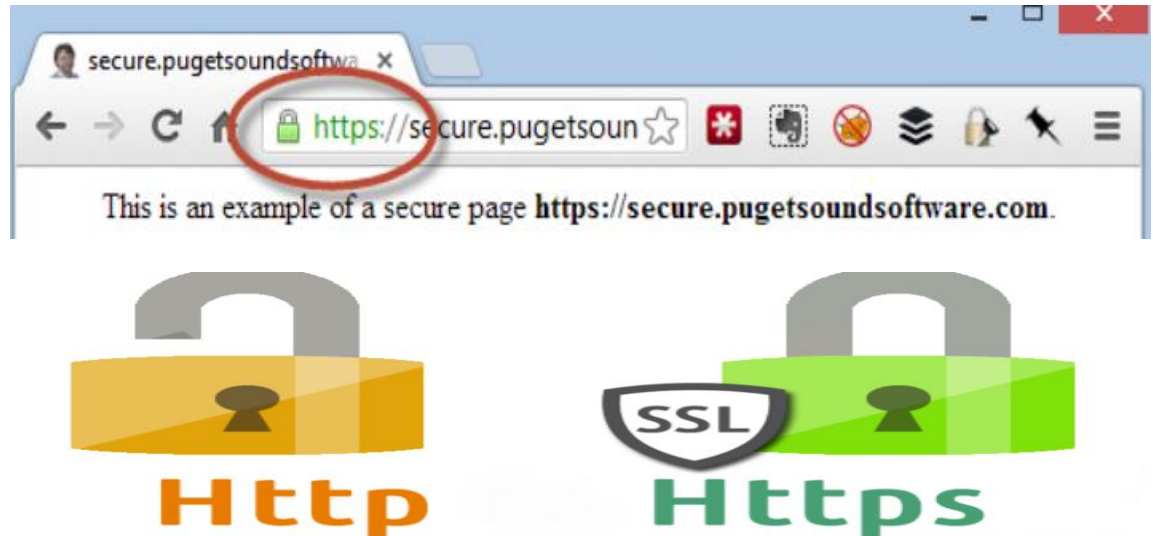 secure.pugetsoundsoftwa
https://secure.pugetsoun
This is an example of a secure page https://secure.pugetsoundsoftware.com.
SSL
Http
Https